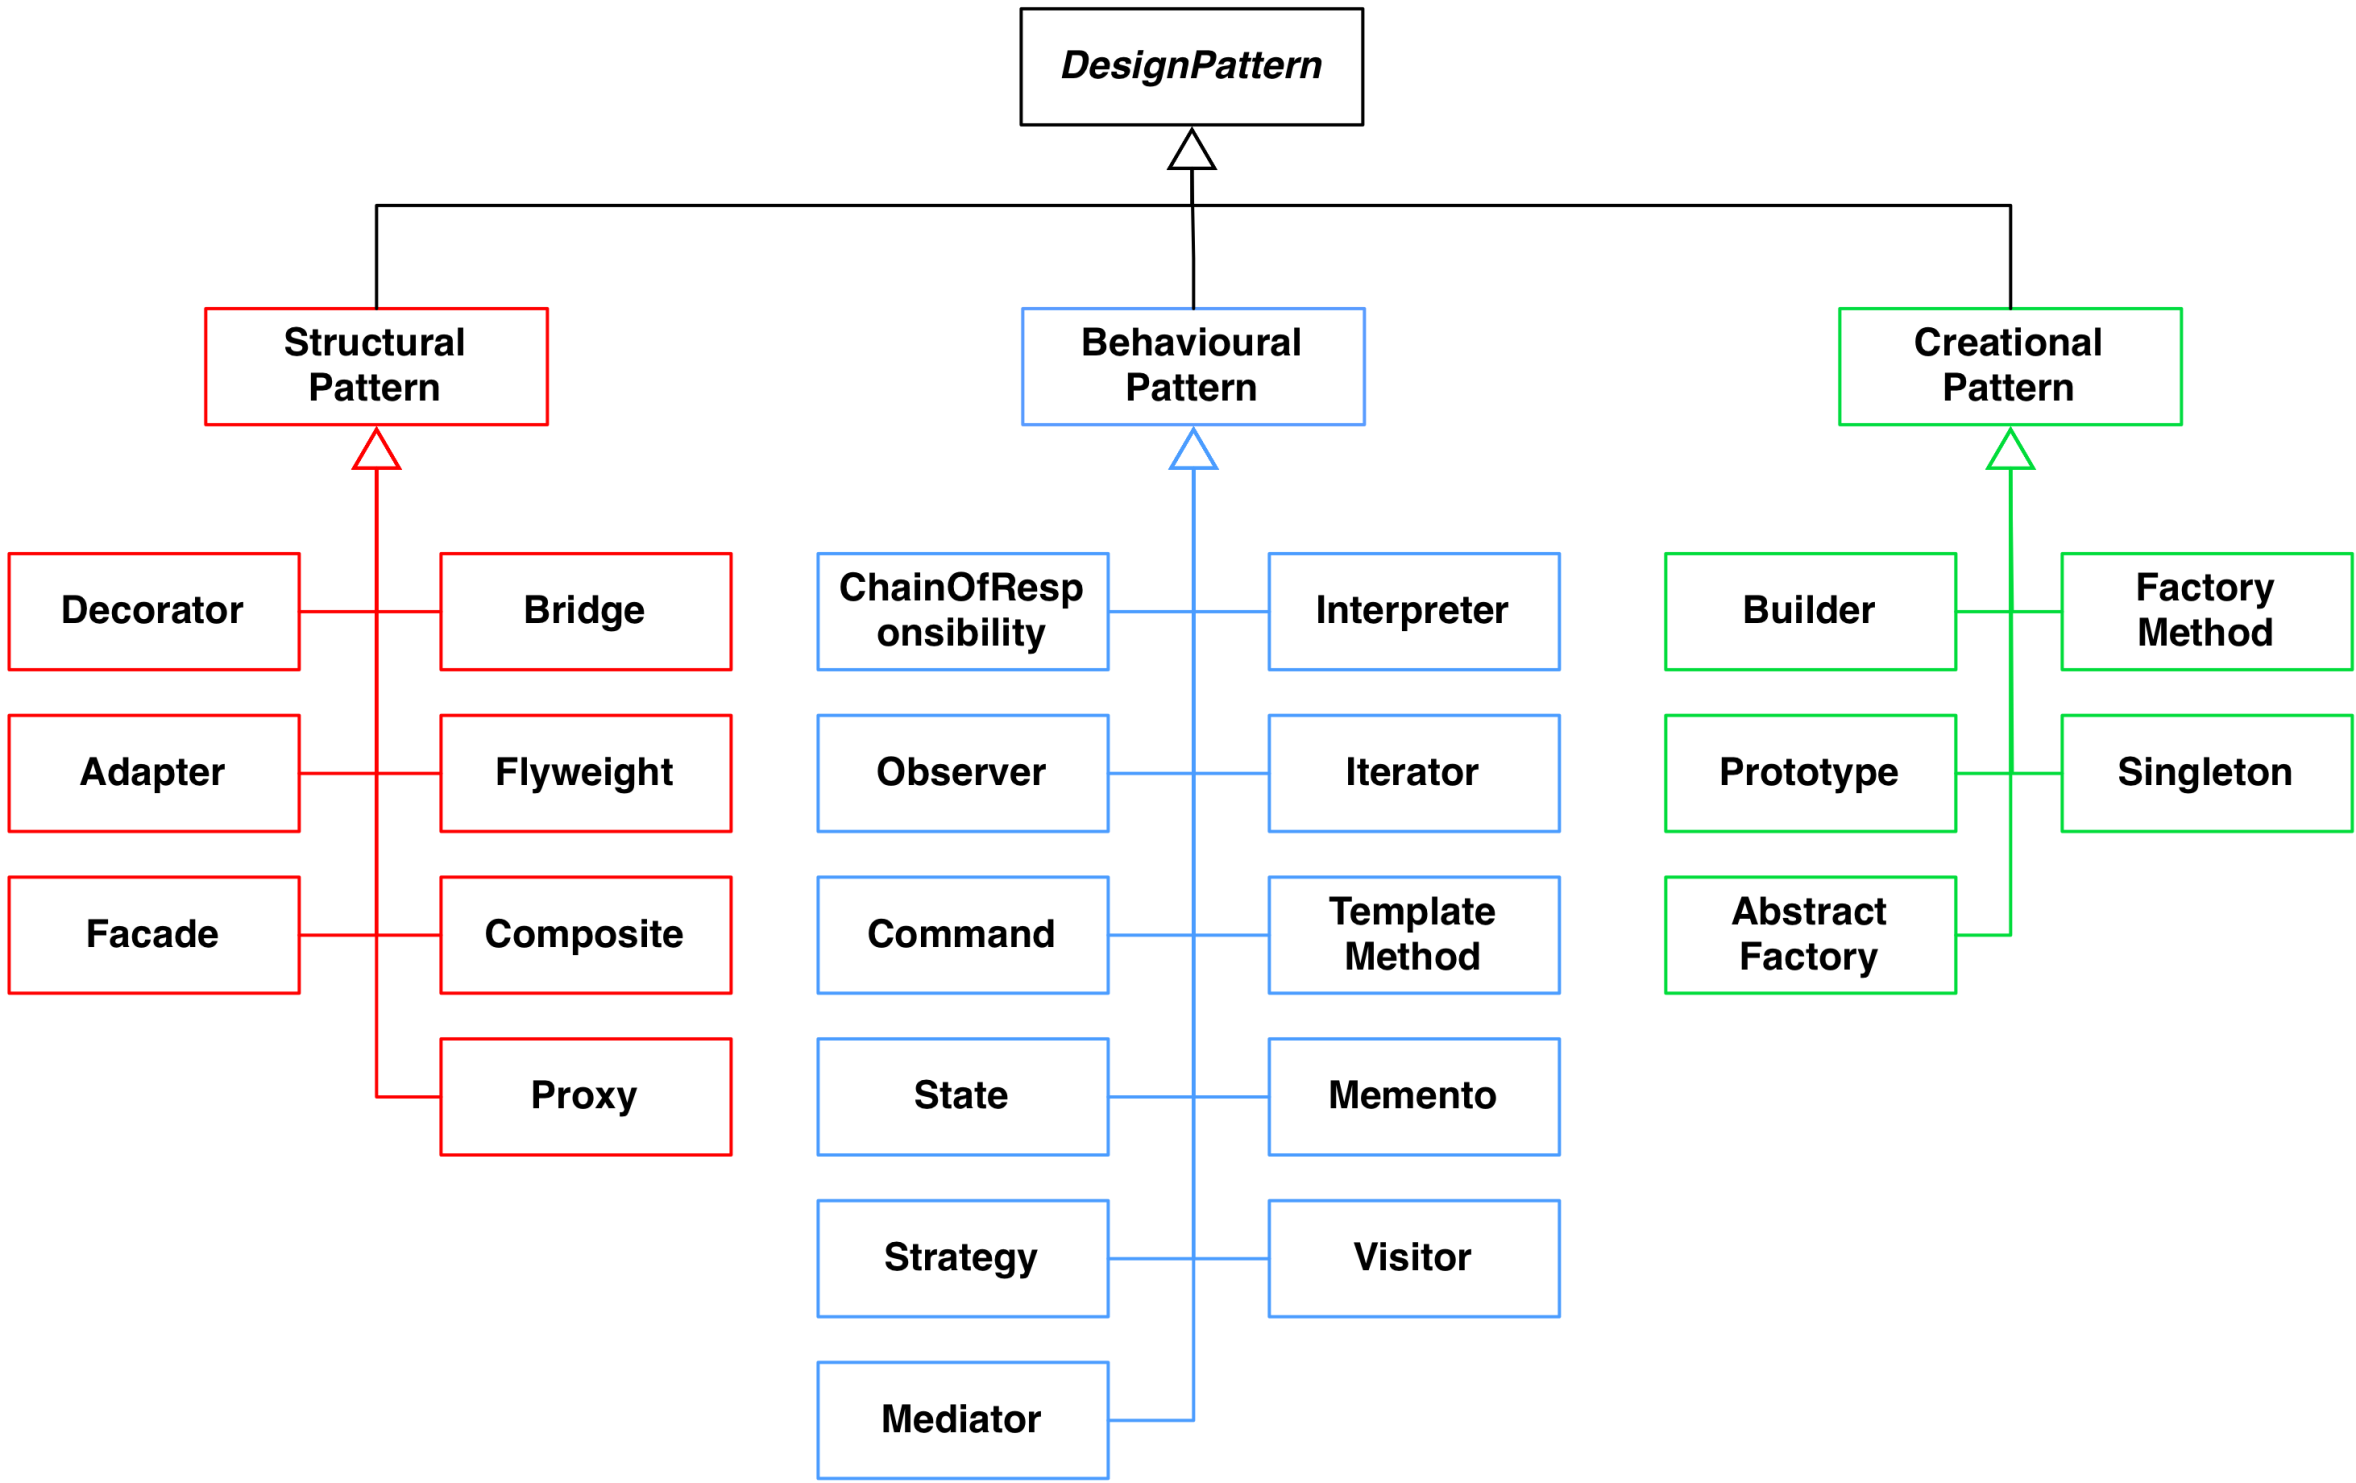 DesignPattern
Structural
Pattern
Behavioural
Pattern
Creational
Pattern
Decorator
Bridge
Adapter
Flyweight
Facade
Composite
Proxy
ChainOfResp
onsibility
Interpreter
Observer
Iterator
Command
Template
Method
State
Memento
Strategy
Visitor
Mediator
Builder
Factory
Method
Prototype
Singleton
Abstract
Factory